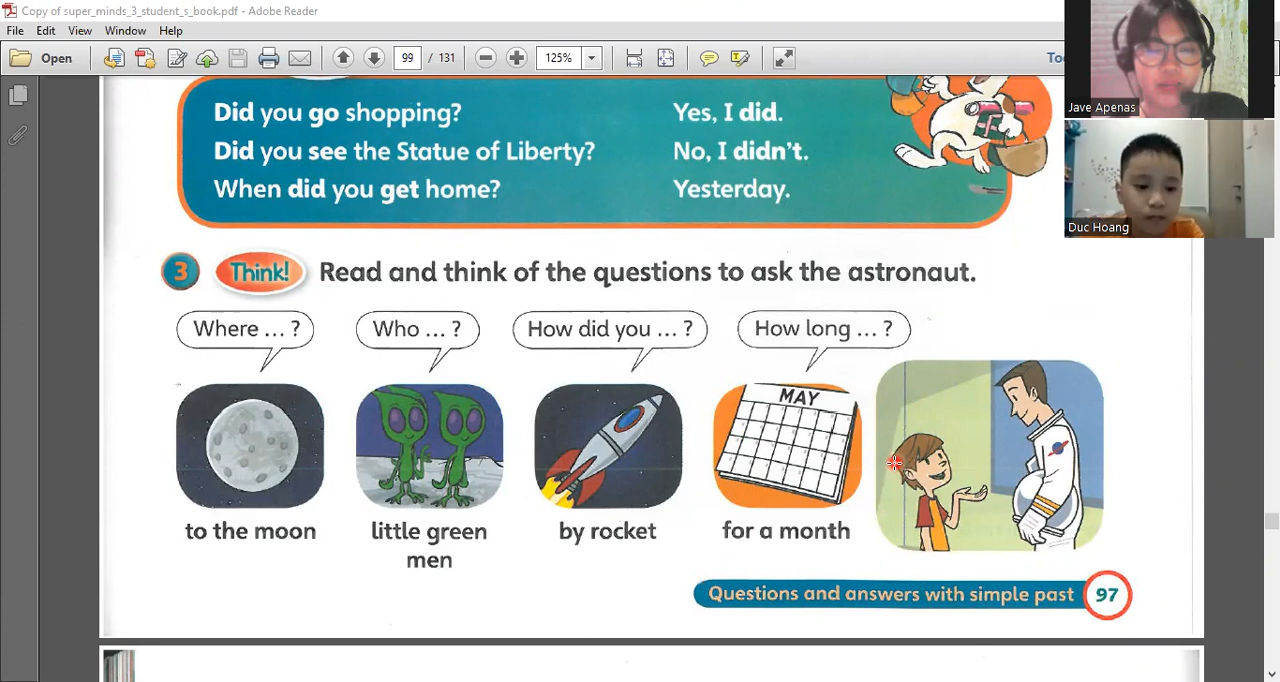 Copy of super_minds_3_student_s_book.pdf - Adobe Reader
File Edit View Window Help
Open 99 / 131 125%
Jave Apenas
Did you go shopping? Yes, I did.
Did you see the Statue of Liberty? No, I didn't.
When did you get home? Yesterday.
Duc Hoang
3 Think! Read and think of the questions to ask the astronaut.
Where ... ? Who ... ? How did you ... ? How long ... ?
MAY
to the moon little green men by rocket for a month
Questions and answers with simple past 97